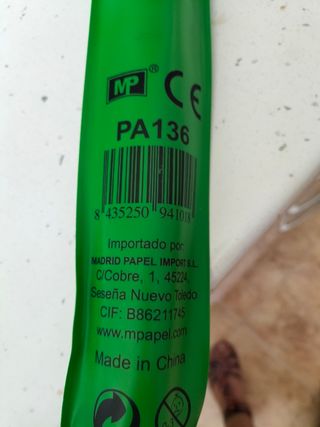 MP ® CE
PA136
8 435250 941018
Importado por:
MADRID PAPEL IMPORT S.L.
C/Cobre, 1, 45224,
Seseña Nuevo Toledo
CIF: B86211745
www.mpapel.com
Made in China